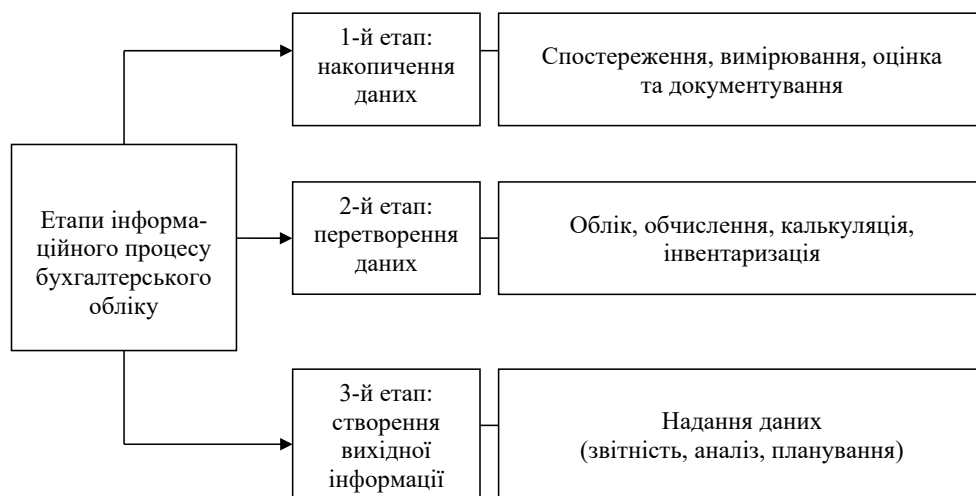 Етапи інформа-
ційного процесу
бухгалтерського
обліку
1-й етап:
накопичення
даних
Спостереження, вимірювання, оцінка
та документування
2-й етап:
перетворення
даних
Облік, обчислення, калькуляція,
інвентаризація
3-й етап:
створення
вихідної
інформації
Надання даних
(звітність, аналіз, планування)